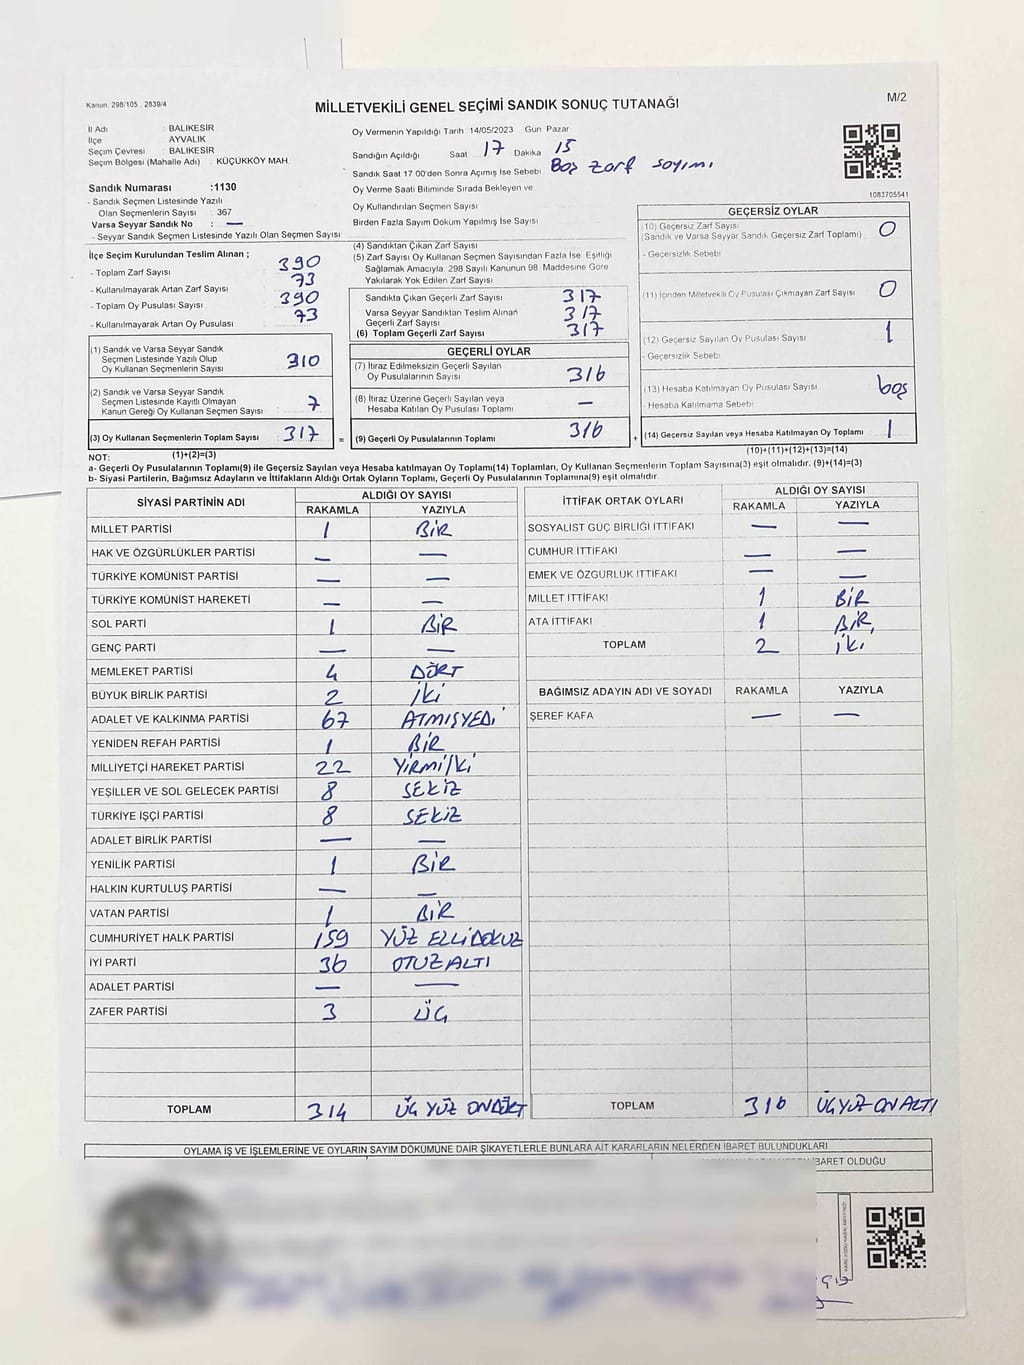 Kanun. 298/105 , 2839/4
MİLLETVEKİLİ GENEL SEÇİMİ SANDIK SONUÇ TUTANAĞI
M/2
İl Adı : BALIKESİR
İlçe : AYVALIK
Seçim Çevresi : BALIKESİR
Seçim Bölgesi (Mahalle Adı) : KÜÇÜKKÖY MAH.
Oy Vermenin Yapıldığı Tarih 14/05/2023 Gün Pazar
Sandığın Açıldığı Saat 17 Dakika 15
Sandık Saat 17 00'den Sonra Açımış İse Sebebi Boş zarf sayımı
Oy Verme Saati Bitiminde Sırada Bekleyen ve
Oy Kullandırılan Seçmen Sayısı
Birden Fazla Sayım Döküm Yapılmış İse Sayısı
1083705541
Sandık Numarası :1130
- Sandık Seçmen Listesinde Yazılı
Olan Seçmenlerin Sayısı : 367
Varsa Seyyar Sandık No : —
- Seyyar Sandık Seçmen Listesinde Yazılı Olan Seçmen Sayısı
İlçe Seçim Kurulundan Teslim Alınan ;
- Toplam Zarf Sayısı 390
- Kullanılmayarak Artan Zarf Sayısı 73
- Toplam Oy Pusulası Sayısı 390
- Kullanılmayarak Artan Oy Pusulası 73
(1) Sandık ve Varsa Seyyar Sandık
Seçmen Listesinde Yazılı Olup
Oy Kullanan Seçmenlerin Sayısı 310
(2) Sandık ve Varsa Seyyar Sandık
Seçmen Listesinde Kayıtlı Olmayan
Kanun Gereği Oy Kullanan Seçmen Sayısı 7
(3) Oy Kullanan Seçmenlerin Toplam Sayısı 317 =
(1)+(2)=(3)
(4) Sandıktan Çıkan Zarf Sayısı
(5) Zarf Sayısı Oy Kullanan Seçmen Sayısından Fazla İse Eşitliği
Sağlamak Amacıyla, 298 Sayılı Kanunun 98 Maddesine Göre
Yakılarak Yok Edilen Zarf Sayısı
Sandıkta Çıkan Geçerli Zarf Sayısı 317
Varsa Seyyar Sandıktan Teslim Alınan
Geçerli Zarf Sayısı 317
(6) Toplam Geçerli Zarf Sayısı 317
GEÇERLİ OYLAR
(7) İtiraz Edilmeksizin Geçerli Sayılan
Oy Pusulalarının Sayısı 316
(8) İtiraz Üzerine Geçerli Sayılan veya
Hesaba Katılan Oy Pusulası Toplamı —
(9) Geçerli Oy Pusulalarının Toplamı 316 +
GEÇERSİZ OYLAR
(10) Geçersiz Zarf Sayısı
(Sandık ve Varsa Seyyar Sandık Geçersiz Zarf Toplamı) 0
- Geçersizlik Sebebi
(11) İçinden Milletvekili Oy Pusulası Çıkmayan Zarf Sayısı 0
(12) Geçersiz Sayılan Oy Pusulası Sayısı 1
- Geçersizlik Sebebi
(13) Hesaba Katılmayan Oy Pusulası Sayısı boş
- Hesaba Katılmama Sebebi
(14) Geçersiz Sayılan veya Hesaba Katılmayan Oy Toplamı 1
(10)+(11)+(12)+(13)=(14)
NOT:
a- Geçerli Oy Pusulalarının Toplamı(9) ile Geçersiz Sayılan veya Hesaba katılmayan Oy Toplamı(14) Toplamları, Oy Kullanan Seçmenlerin Toplam Sayısına(3) eşit olmalıdır. (9)+(14)=(3)
b- Siyasi Partilerin, Bağımsız Adayların ve İttifakların Aldığı Ortak Oyların Toplamı, Geçerli Oy Pusulalarının Toplamına(9) eşit olmalıdır.
SİYASİ PARTİNİN ADI ALDIĞI OY SAYISI
RAKAMLA YAZIYLA
MİLLET PARTİSİ 1 BİR
HAK VE ÖZGÜRLÜKLER PARTİSİ — —
TÜRKİYE KOMÜNİST PARTİSİ — —
TÜRKİYE KOMÜNİST HAREKETİ — —
SOL PARTİ 1 BİR
GENÇ PARTİ — —
MEMLEKET PARTİSİ 4 DÖRT
BÜYÜK BİRLİK PARTİSİ 2 İKİ
ADALET VE KALKINMA PARTİSİ 67 ATMIŞYEDİ
YENİDEN REFAH PARTİSİ 1 BİR
MİLLİYETÇİ HAREKET PARTİSİ 22 YİRMİİKİ
YEŞİLLER VE SOL GELECEK PARTİSİ 8 SEKİZ
TÜRKİYE İŞÇİ PARTİSİ 8 SEKİZ
ADALET BİRLİK PARTİSİ — —
YENİLİK PARTİSİ 1 BİR
HALKIN KURTULUŞ PARTİSİ — —
VATAN PARTİSİ 1 BİR
CUMHURİYET HALK PARTİSİ 159 YÜZ ELLİDOKUZ
İYİ PARTİ 36 OTUZALTI
ADALET PARTİSİ — —
ZAFER PARTİSİ 3 ÜÇ
TOPLAM 314 ÜÇ YÜZ ONDÖRT
İTTİFAK ORTAK OYLARI ALDIĞI OY SAYISI
RAKAMLA YAZIYLA
SOSYALİST GÜÇ BİRLİĞİ İTTİFAKI — —
CUMHUR İTTİFAKI — —
EMEK VE ÖZGÜRLÜK İTTİFAKI — —
MİLLET İTTİFAKI 1 BİR
ATA İTTİFAKI 1 BİR
TOPLAM 2 İKİ
BAĞIMSIZ ADAYIN ADI VE SOYADI RAKAMLA YAZIYLA
ŞEREF KAFA — —
TOPLAM 316 ÜÇ YÜZ ON ALTI
OYLAMA İŞ VE İŞLEMLERİNE VE OYLARIN SAYIM DÖKÜMÜNE DAİR ŞİKAYETLERLE BUNLARA AİT KARARLARIN NELERDEN İBARET BULUNDUKLARI
İBARET OLDUĞU